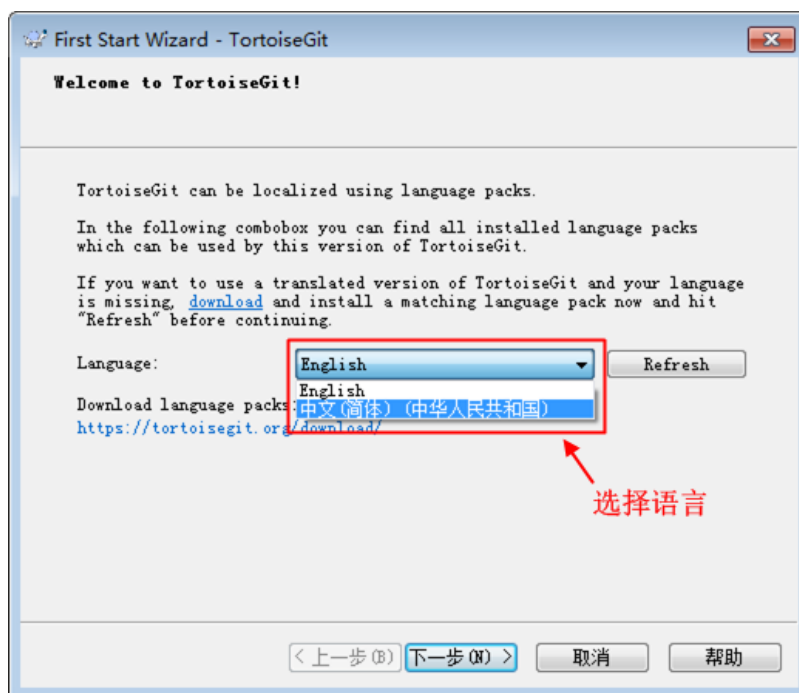 First Start Wizard - TortoiseGit
Welcome to TortoiseGit!
TortoiseGit can be localized using language packs.
In the following combobox you can find all installed language packs
which can be used by this version of TortoiseGit.
If you want to use a translated version of TortoiseGit and your language
is missing, download and install a matching language pack now and hit
"Refresh" before continuing.
Language: English Refresh
English
Download language packs: 中文(简体) (中华人民共和国)
https://tortoisegit.org/download/
选择语言
< 上一步(B) 下一步(N) > 取消 帮助